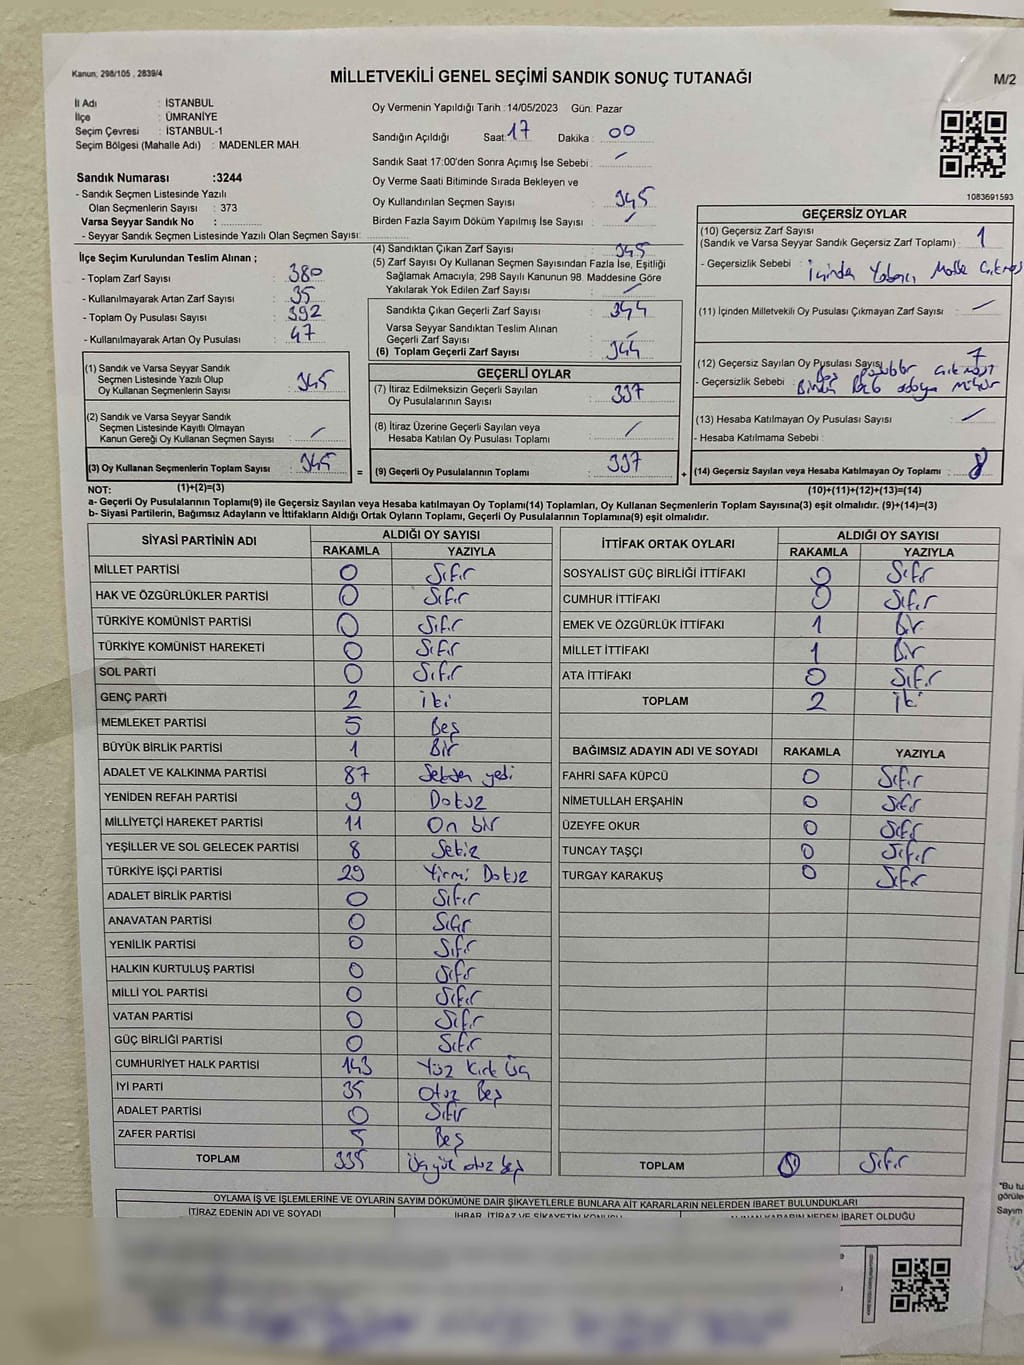 Kanun; 298/105 , 2839/4
MİLLETVEKİLİ GENEL SEÇİMİ SANDIK SONUÇ TUTANAĞI
M/2
İl Adı : İSTANBUL
İlçe : ÜMRANİYE
Seçim Çevresi : İSTANBUL-1
Seçim Bölgesi (Mahalle Adı) : MADENLER MAH.
Oy Vermenin Yapıldığı Tarih :14/05/2023 Gün: Pazar
Sandığın Açıldığı Saat: 17 Dakika : 00
Sandık Saat 17:00'den Sonra Açımış İse Sebebi :
Sandık Numarası :3244
- Sandık Seçmen Listesinde Yazılı
Olan Seçmenlerin Sayısı : 373
Varsa Seyyar Sandık No :
- Seyyar Sandık Seçmen Listesinde Yazılı Olan Seçmen Sayısı:
Oy Verme Saati Bitiminde Sırada Bekleyen ve
Oy Kullandırılan Seçmen Sayısı : 345
Birden Fazla Sayım Döküm Yapılmış İse Sayısı :
1083691593
İlçe Seçim Kurulundan Teslim Alınan ;
- Toplam Zarf Sayısı : 380
- Kullanılmayarak Artan Zarf Sayısı : 35
- Toplam Oy Pusulası Sayısı : 392
- Kullanılmayarak Artan Oy Pusulası : 47
(4) Sandıktan Çıkan Zarf Sayısı : 345
(5) Zarf Sayısı Oy Kullanan Seçmen Sayısından Fazla İse, Eşitliği
Sağlamak Amacıyla; 298 Sayılı Kanunun 98. Maddesine Göre
Yakılarak Yok Edilen Zarf Sayısı :
Sandıkta Çıkan Geçerli Zarf Sayısı : 344
Varsa Seyyar Sandıktan Teslim Alınan
Geçerli Zarf Sayısı :
(6) Toplam Geçerli Zarf Sayısı : 344
GEÇERSİZ OYLAR
(10) Geçersiz Zarf Sayısı
(Sandık ve Varsa Seyyar Sandık Geçersiz Zarf Toplamı) : 1
- Geçersizlik Sebebi : İçinde Yabancı Madde
(11) İçinden Milletvekili Oy Pusulası Çıkmayan Zarf Sayısı :
(12) Geçersiz Sayılan Oy Pusulası Sayısı 7
- Geçersizlik Sebebi :
(13) Hesaba Katılmayan Oy Pusulası Sayısı :
- Hesaba Katılmama Sebebi :
(14) Geçersiz Sayılan veya Hesaba Katılmayan Oy Toplamı : 8
(10)+(11)+(12)+(13)=(14)
(1) Sandık ve Varsa Seyyar Sandık
Seçmen Listesinde Yazılı Olup
Oy Kullanan Seçmenlerin Sayısı : 345
(2) Sandık ve Varsa Seyyar Sandık
Seçmen Listesinde Kayıtlı Olmayan
Kanun Gereği Oy Kullanan Seçmen Sayısı :
(3) Oy Kullanan Seçmenlerin Toplam Sayısı : 345 =
(1)+(2)=(3)
GEÇERLİ OYLAR
(7) İtiraz Edilmeksizin Geçerli Sayılan
Oy Pusulalarının Sayısı : 337
(8) İtiraz Üzerine Geçerli Sayılan veya
Hesaba Katılan Oy Pusulası Toplamı :
(9) Geçerli Oy Pusulalarının Toplamı : 337 +
NOT:
a- Geçerli Oy Pusulalarının Toplamı(9) ile Geçersiz Sayılan veya Hesaba katılmayan Oy Toplamı(14) Toplamları, Oy Kullanan Seçmenlerin Toplam Sayısına(3) eşit olmalıdır. (9)+(14)=(3)
b- Siyasi Partilerin, Bağımsız Adayların ve İttifakların Aldığı Ortak Oyların Toplamı, Geçerli Oy Pusulalarının Toplamına(9) eşit olmalıdır.
SİYASİ PARTİNİN ADI ALDIĞI OY SAYISI
RAKAMLA YAZIYLA
MİLLET PARTİSİ 0 Sıfır
HAK VE ÖZGÜRLÜKLER PARTİSİ 0 Sıfır
TÜRKİYE KOMÜNİST PARTİSİ 0 Sıfır
TÜRKİYE KOMÜNİST HAREKETİ 0 Sıfır
SOL PARTİ 0 Sıfır
GENÇ PARTİ 2 İki
MEMLEKET PARTİSİ 5 Beş
BÜYÜK BİRLİK PARTİSİ 1 Bir
ADALET VE KALKINMA PARTİSİ 87 Seksen yedi
YENİDEN REFAH PARTİSİ 9 Dokuz
MİLLİYETÇİ HAREKET PARTİSİ 11 On bir
YEŞİLLER VE SOL GELECEK PARTİSİ 8 Sekiz
TÜRKİYE İŞÇİ PARTİSİ 29 Yirmi Dokuz
ADALET BİRLİK PARTİSİ 0 Sıfır
ANAVATAN PARTİSİ 0 Sıfır
YENİLİK PARTİSİ 0 Sıfır
HALKIN KURTULUŞ PARTİSİ 0 Sıfır
MİLLİ YOL PARTİSİ 0 Sıfır
VATAN PARTİSİ 0 Sıfır
GÜÇ BİRLİĞİ PARTİSİ 0 Sıfır
CUMHURİYET HALK PARTİSİ 143 Yüz Kırk Üç
İYİ PARTİ 35 Otuz Beş
ADALET PARTİSİ 0 Sıfır
ZAFER PARTİSİ 5 Beş
TOPLAM 335 Üçyüz otuz beş
İTTİFAK ORTAK OYLARI ALDIĞI OY SAYISI
RAKAMLA YAZIYLA
SOSYALİST GÜÇ BİRLİĞİ İTTİFAKI 0 Sıfır
CUMHUR İTTİFAKI 0 Sıfır
EMEK VE ÖZGÜRLÜK İTTİFAKI 1 Bir
MİLLET İTTİFAKI 1 Bir
ATA İTTİFAKI 0 Sıfır
TOPLAM 2 İki
BAĞIMSIZ ADAYIN ADI VE SOYADI RAKAMLA YAZIYLA
FAHRİ SAFA KÜPCÜ 0 Sıfır
NİMETULLAH ERŞAHİN 0 Sıfır
ÜZEYFE OKUR 0 Sıfır
TUNCAY TAŞÇI 0 Sıfır
TURGAY KARAKUŞ 0 Sıfır
TOPLAM 0 Sıfır
OYLAMA İŞ VE İŞLEMLERİNE VE OYLARIN SAYIM DÖKÜMÜNE DAİR ŞİKAYETLERLE BUNLARA AİT KARARLARIN NELERDEN İBARET BULUNDUKLARI
İTİRAZ EDENİN ADI VE SOYADI İHBAR, İTİRAZ VE ŞİKAYETİN KONUSU ALINAN KARARIN NEDEN İBARET OLDUĞU
"Bu tu
görüle
Sayım